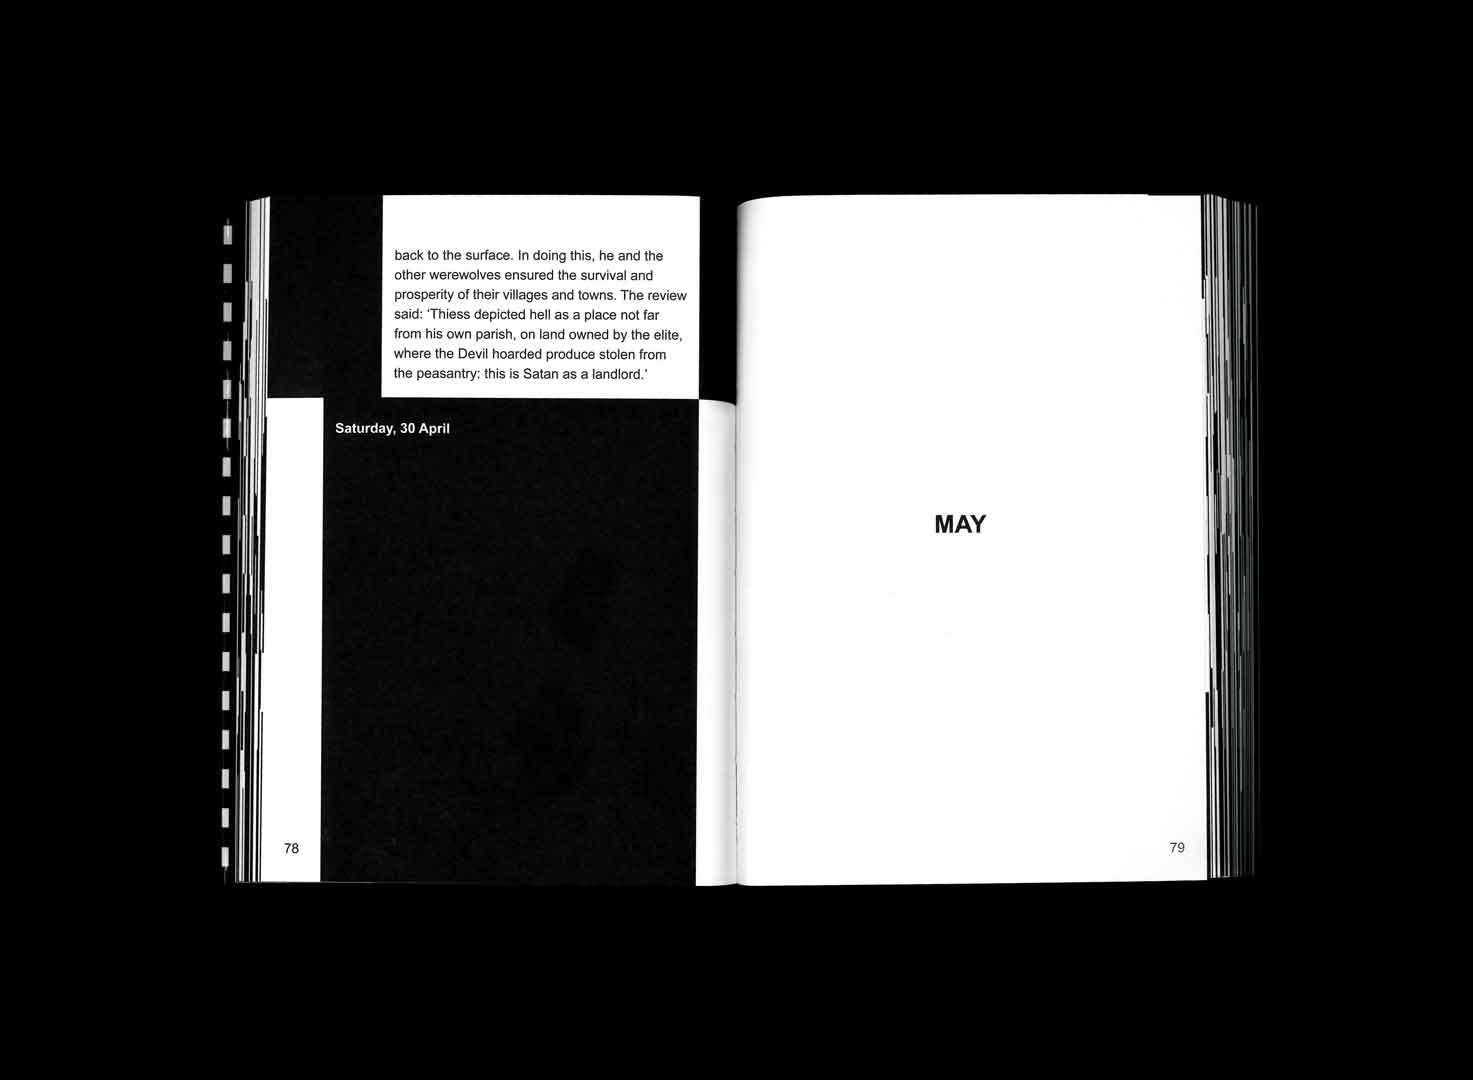 back to the surface. In doing this, he and the
other werewolves ensured the survival and
prosperity of their villages and towns. The review
said: ‘Thiess depicted hell as a place not far
from his own parish, on land owned by the elite,
where the Devil hoarded produce stolen from
the peasantry: this is Satan as a landlord.’
Saturday, 30 April
78
MAY
79